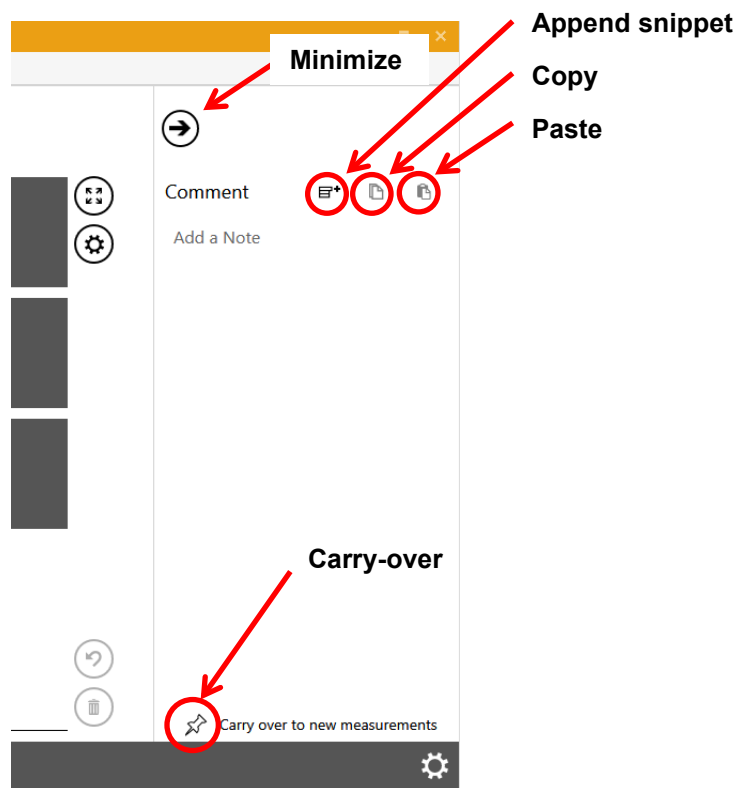 Append snippet
Minimize
Copy
Paste
Comment
Add a Note
Carry-over
Carry over to new measurements